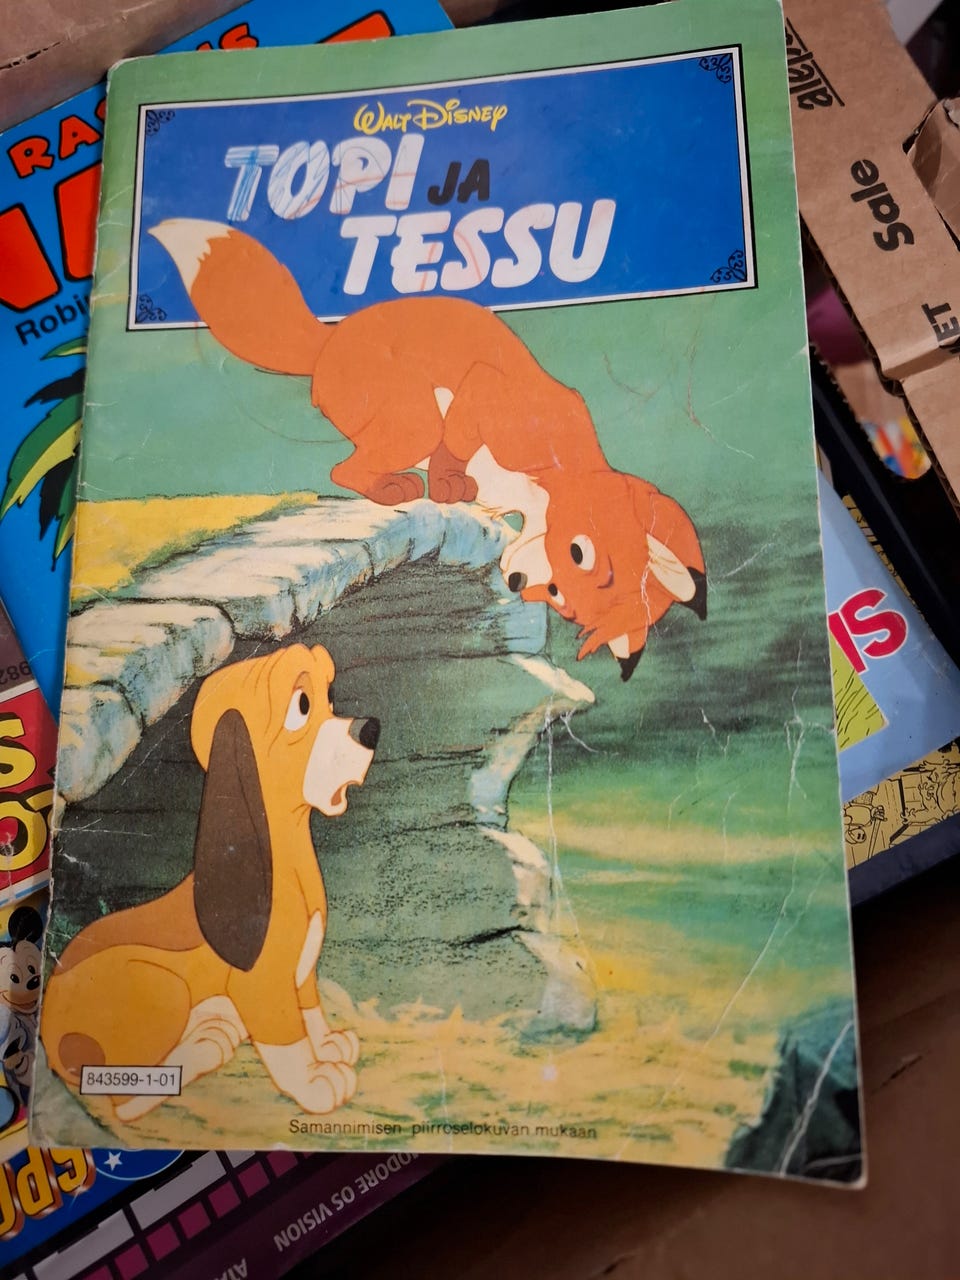 WALT DISNEY
TOPI JA
TESSU
843599-1-01
Samannimisen piirroselokuvan mukaan
Sale